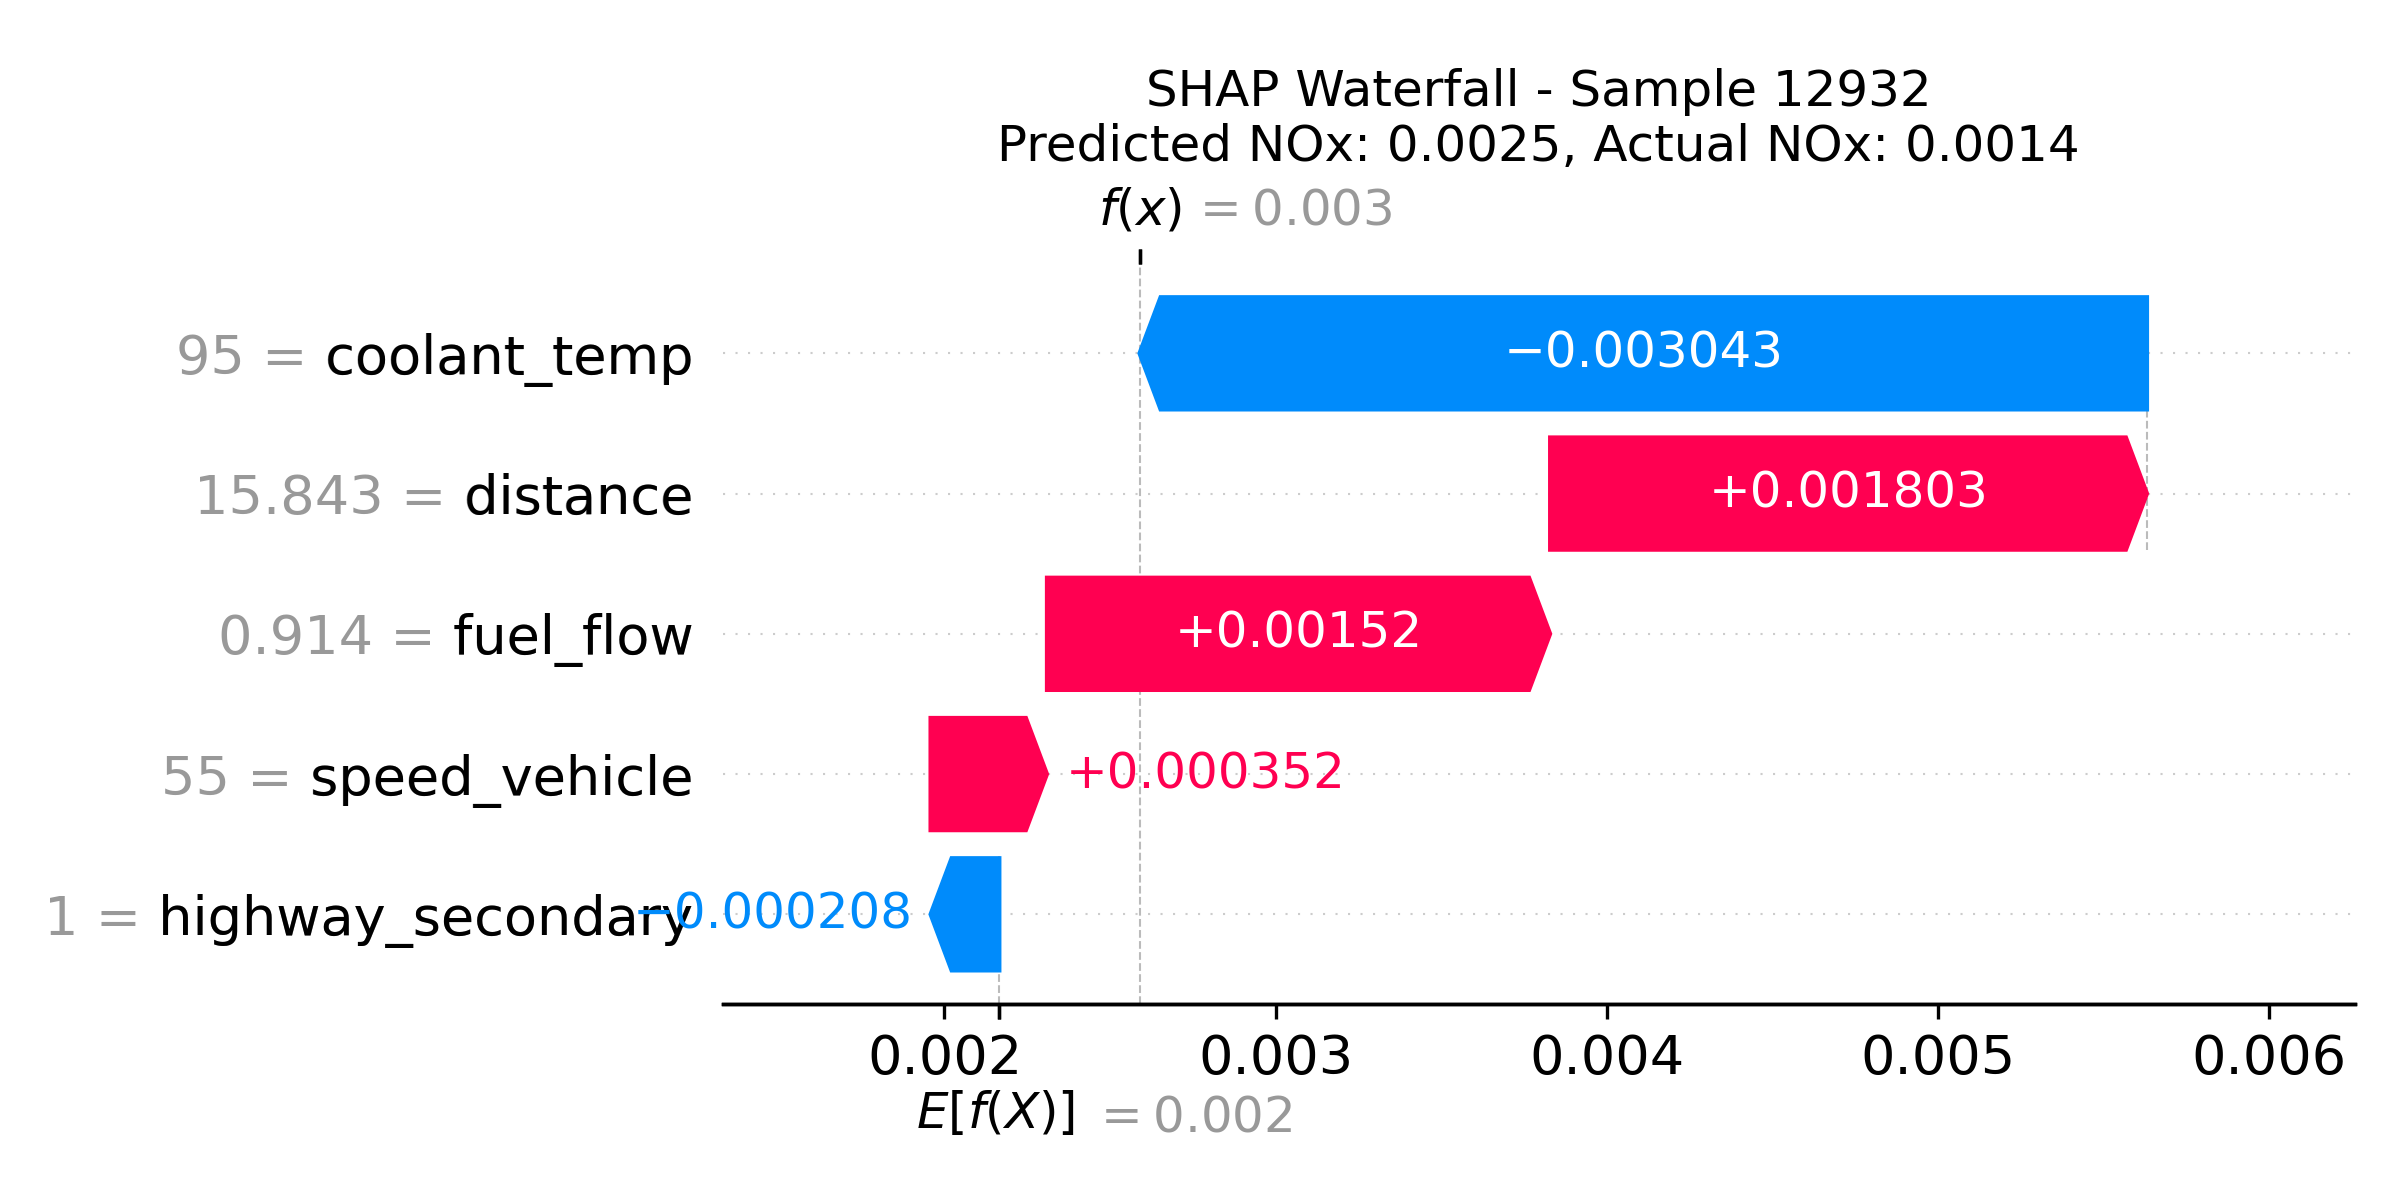 SHAP Waterfall - Sample 12932
Predicted NOx: 0.0025, Actual NOx: 0.0014
f(x) = 0.003
95 = coolant_temp −0.003043
15.843 = distance +0.001803
0.914 = fuel_flow +0.00152
55 = speed_vehicle +0.000352
1 = highway_secondary −0.000208
0.002 0.003 0.004 0.005 0.006
E[f(X)] = 0.002